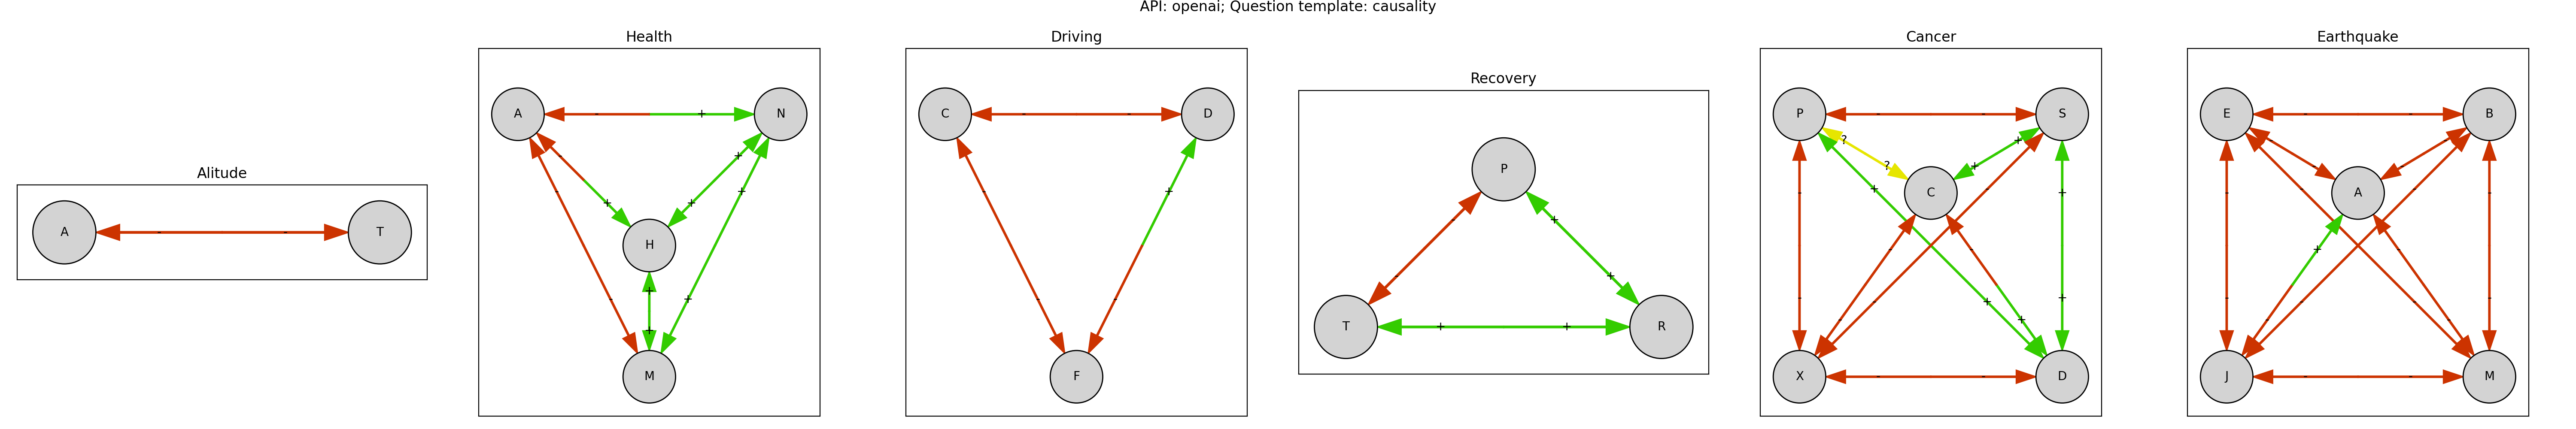 API: openai; Question template: causality
Alitude
A
-
-
T
Health
A
-
+
N
-
+
+
+
+
H
-
+
+
+
-
M
Driving
C
-
-
D
-
+
-
-
F
Recovery
P
+
-
+
-
T
+
+
R
Cancer
P
-
-
S
?
+
?
+
-
+
C
-
+
-
-
-
-
+
+
-
+
X
-
-
D
Earthquake
E
-
-
B
-
-
-
-
-
A
-
-
-
+
-
-
-
-
-
-
-
J
-
-
M